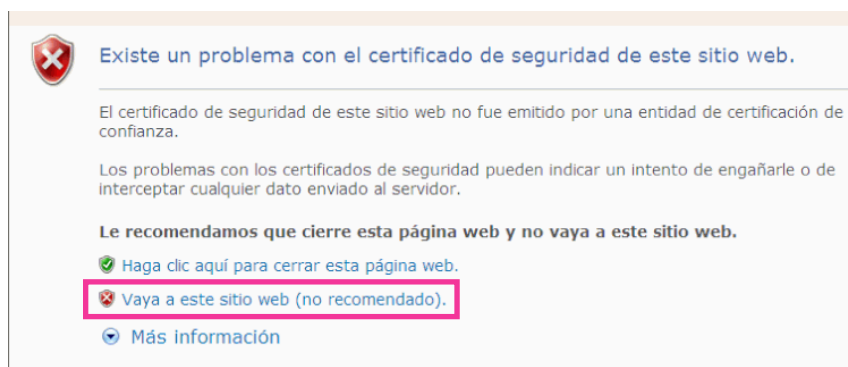 Existe un problema con el certificado de seguridad de este sitio web.
El certificado de seguridad de este sitio web no fue emitido por una entidad de certificación de
confianza.
Los problemas con los certificados de seguridad pueden indicar un intento de engañarle o de
interceptar cualquier dato enviado al servidor.
Le recomendamos que cierre esta página web y no vaya a este sitio web.
Haga clic aquí para cerrar esta página web.
Vaya a este sitio web (no recomendado).
Más información